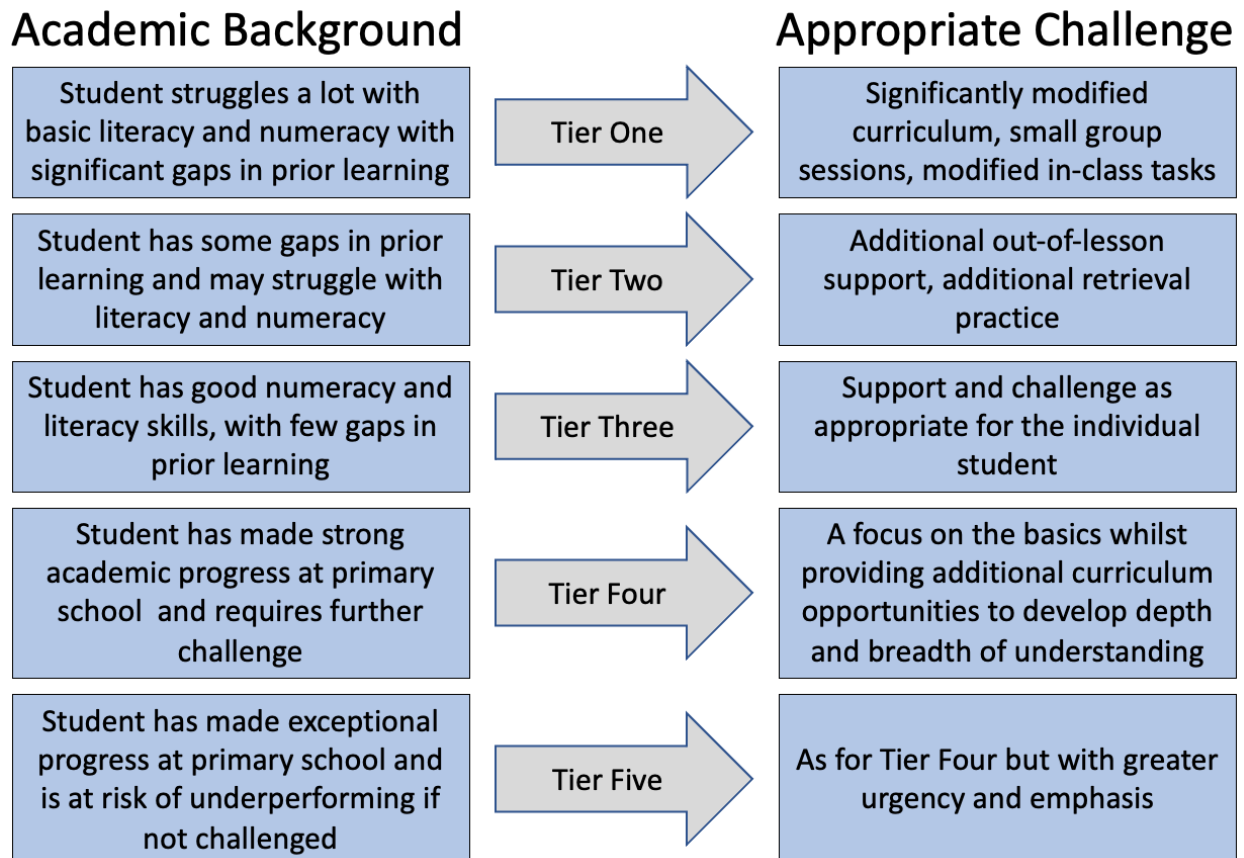 Academic Background
Appropriate Challenge
Student struggles a lot with
basic literacy and numeracy with
significant gaps in prior learning
Tier One
Significantly modified
curriculum, small group
sessions, modified in-class tasks
Student has some gaps in prior
learning and may struggle with
literacy and numeracy
Tier Two
Additional out-of-lesson
support, additional retrieval
practice
Student has good numeracy and
literacy skills, with few gaps in
prior learning
Tier Three
Support and challenge as
appropriate for the individual
student
Student has made strong
academic progress at primary
school and requires further
challenge
Tier Four
A focus on the basics whilst
providing additional curriculum
opportunities to develop depth
and breadth of understanding
Student has made exceptional
progress at primary school and
is at risk of underperforming if
not challenged
Tier Five
As for Tier Four but with greater
urgency and emphasis